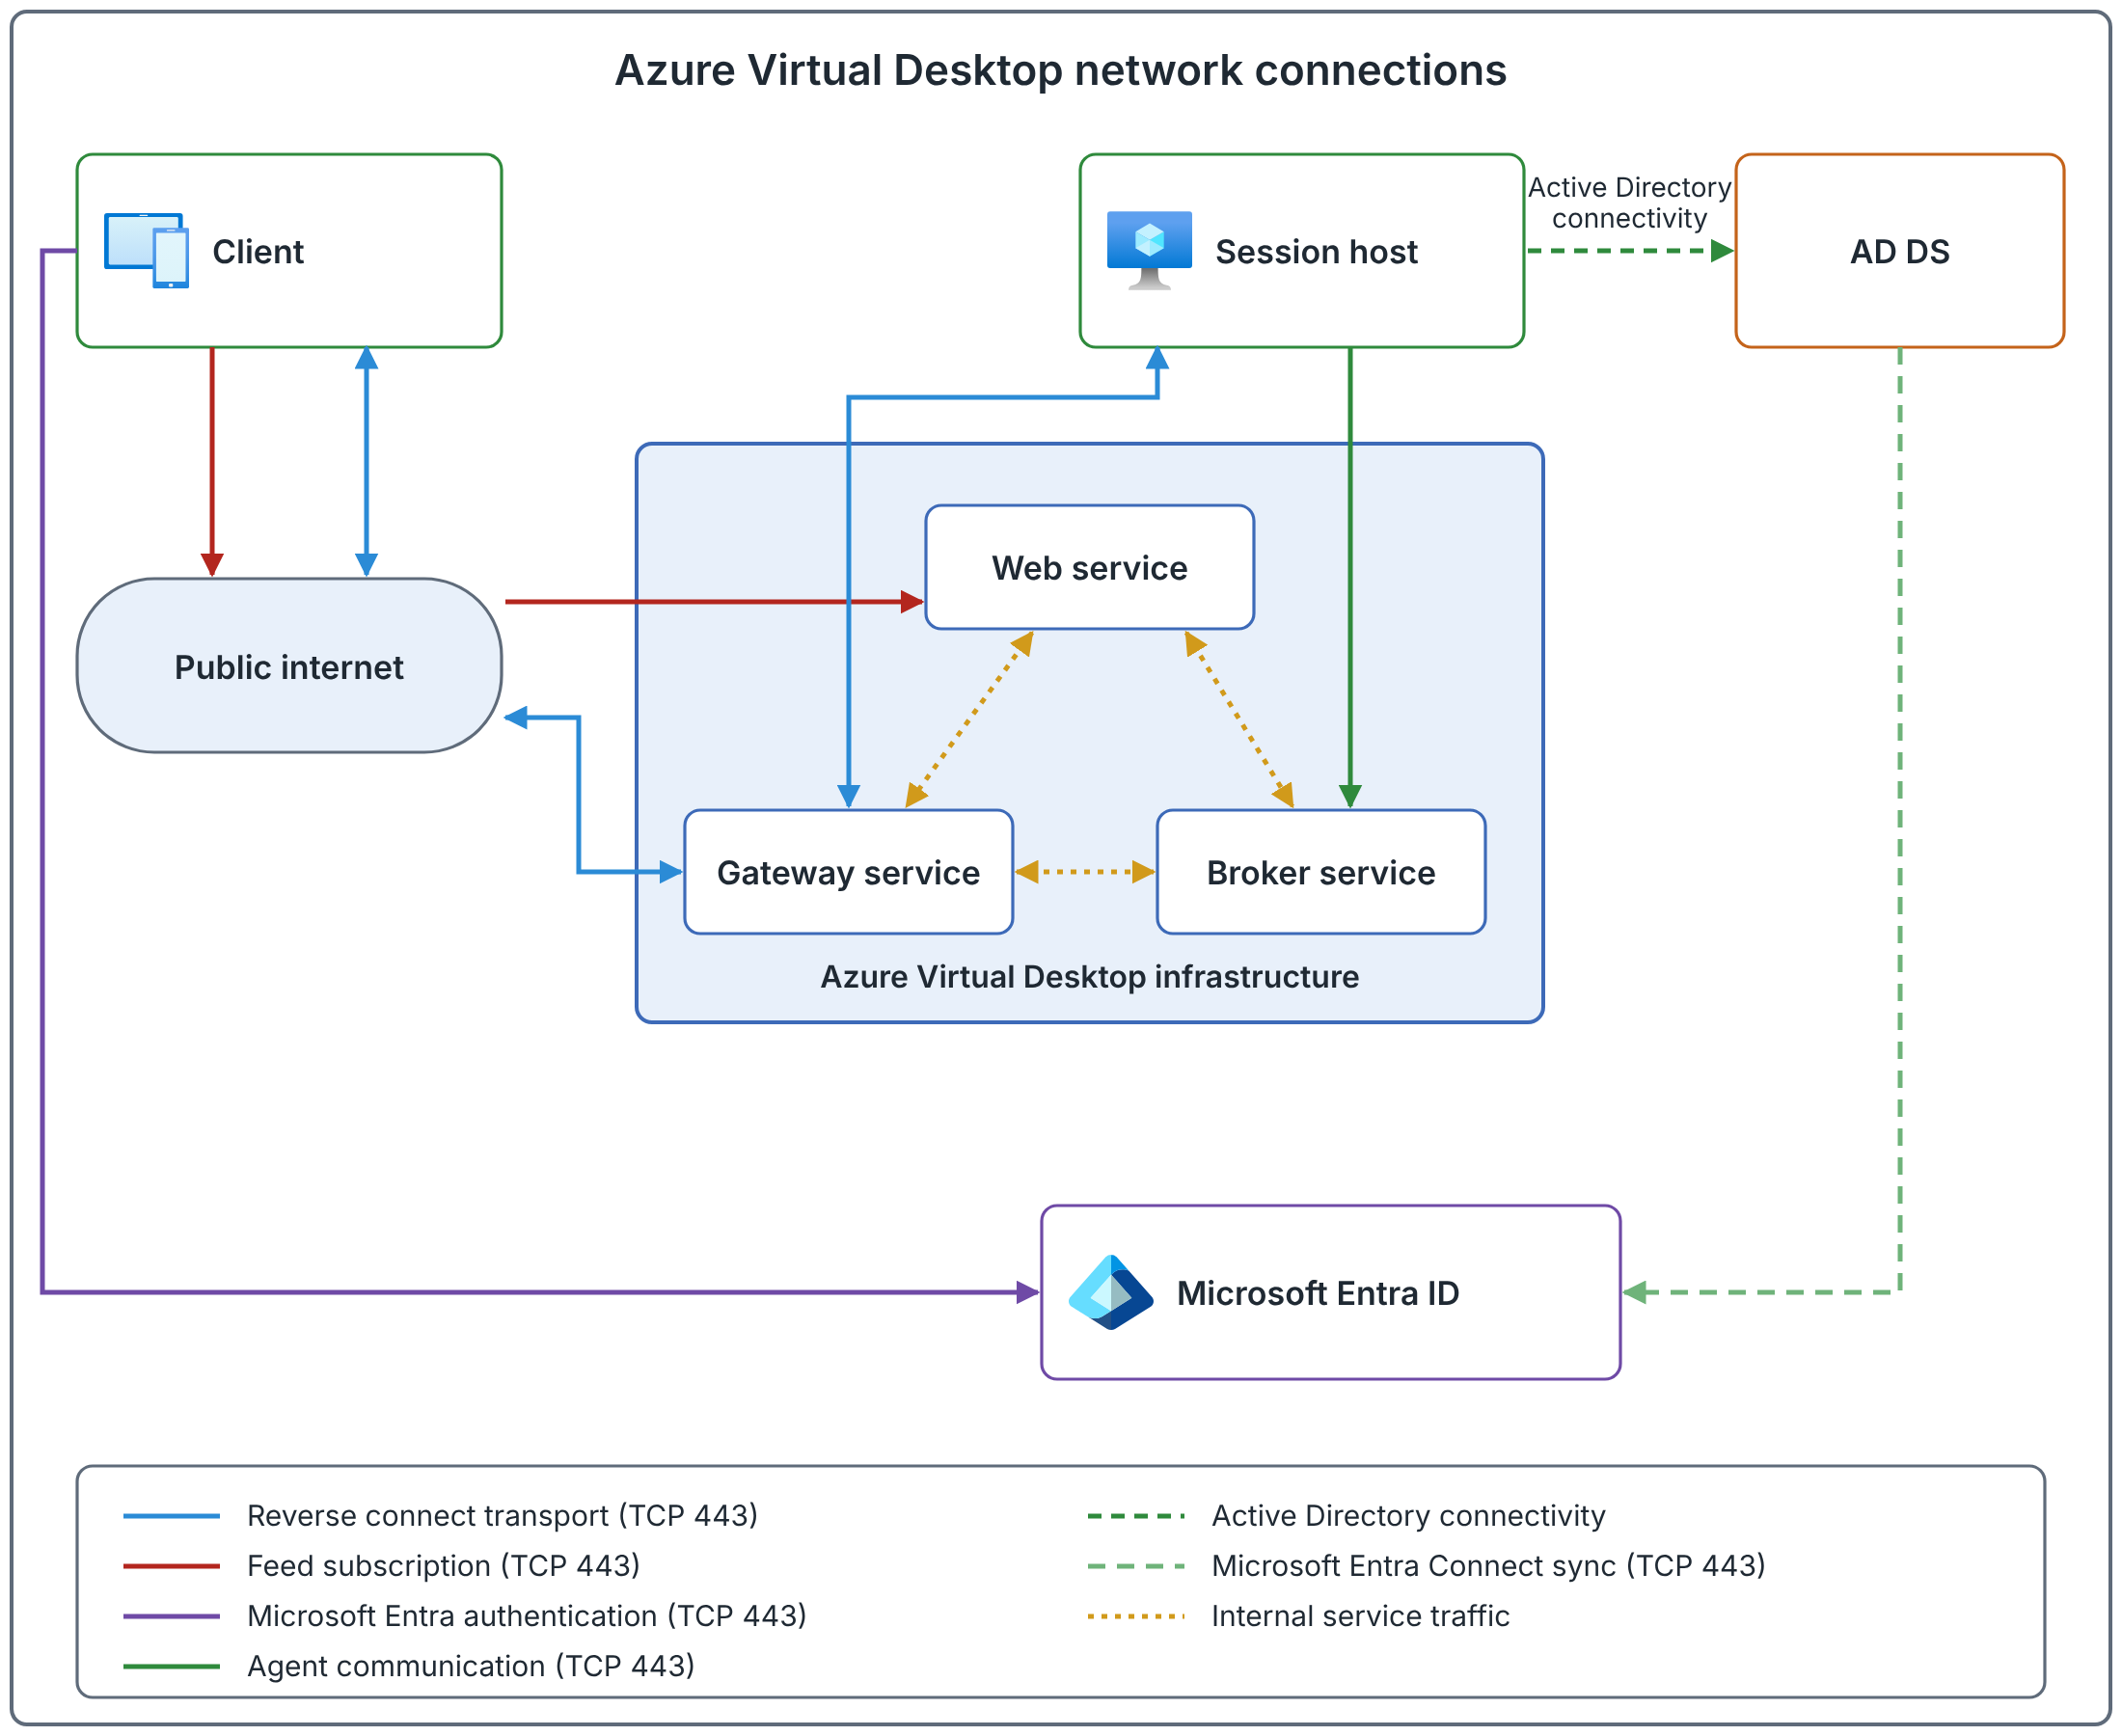 Azure Virtual Desktop network connections
Client
Session host
Active Directory
connectivity
AD DS
Web service
Public internet
Gateway service
Broker service
Azure Virtual Desktop infrastructure
Microsoft Entra ID
Reverse connect transport (TCP 443)
Feed subscription (TCP 443)
Microsoft Entra authentication (TCP 443)
Agent communication (TCP 443)
Active Directory connectivity
Microsoft Entra Connect sync (TCP 443)
Internal service traffic